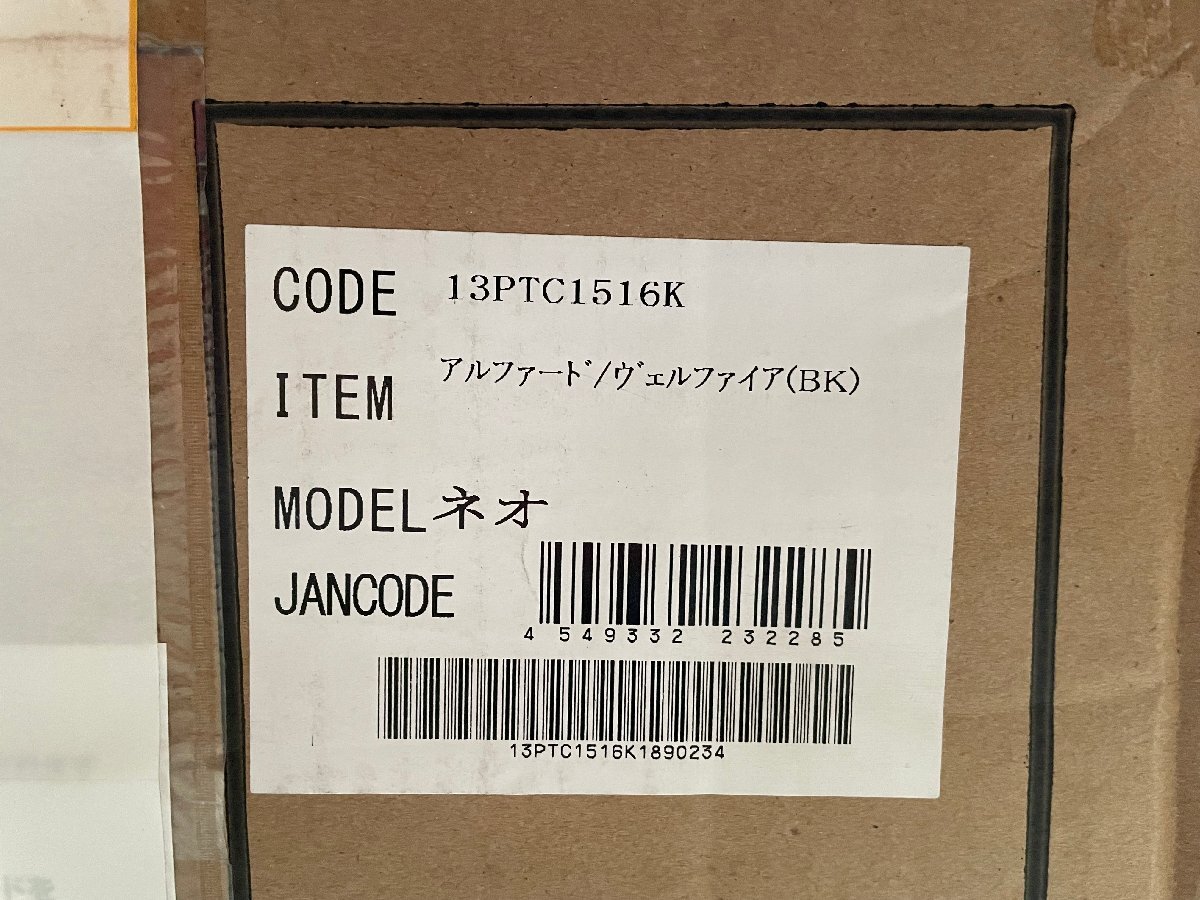 CODE 13PTC1516K
ITEM アルファード/ヴェルファイア(BK)
MODEL ネオ
JANCODE
4 549332 232285
13PTC1516K1890234